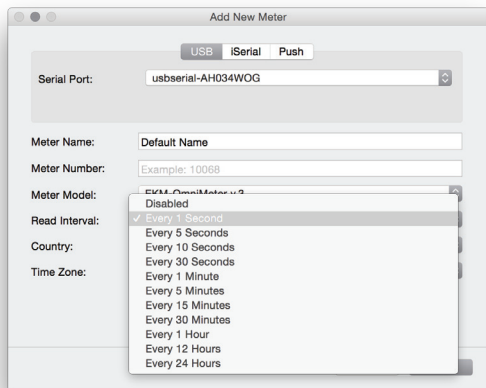 Add New Meter
USB iSerial Push
Serial Port: usbserial-AH034WOG
Meter Name: Default Name
Meter Number: Example: 10068
Meter Model: EKM-OmniMeter v.3
Disabled
Read Interval: ✓ Every 1 Second
Every 5 Seconds
Country: Every 10 Seconds
Every 30 Seconds
Time Zone: Every 1 Minute
Every 5 Minutes
Every 15 Minutes
Every 30 Minutes
Every 1 Hour
Every 12 Hours
Every 24 Hours